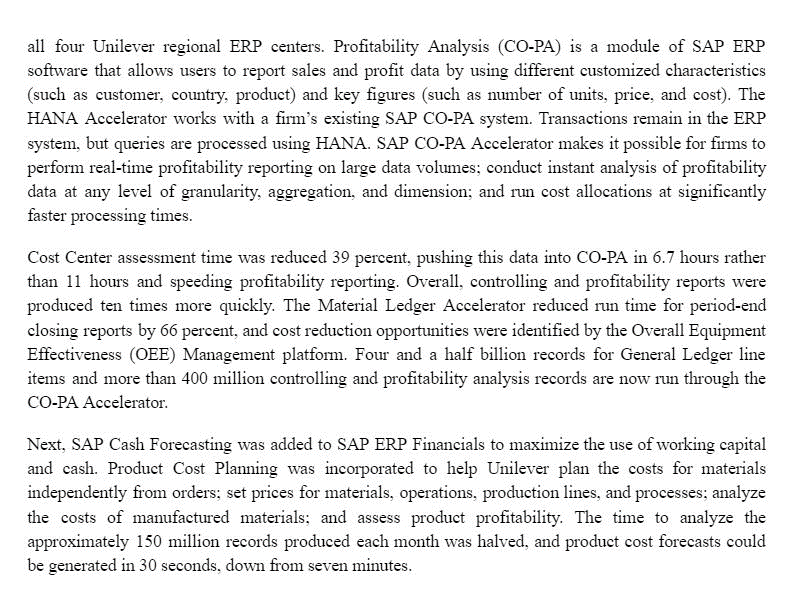 all four Unilever regional ERP centers. Profitability Analysis (CO-PA) is a module of SAP ERP
software that allows users to report sales and profit data by using different customized characteristics
(such as customer, country, product) and key figures (such as number of units, price, and cost). The
HANA Accelerator works with a firm's existing SAP CO-PA system. Transactions remain in the ERP
system, but queries are processed using HANA. SAP CO-PA Accelerator makes it possible for firms to
perform real-time profitability reporting on large data volumes; conduct instant analysis of profitability
data at any level of granularity, aggregation, and dimension; and run cost allocations at significantly
faster processing times.
Cost Center assessment time was reduced 39 percent, pushing this data into CO-PA in 6.7 hours rather
than 11 hours and speeding profitability reporting. Overall, controlling and profitability reports were
produced ten times more quickly. The Material Ledger Accelerator reduced run time for period-end
closing reports by 66 percent, and cost reduction opportunities were identified by the Overall Equipment
Effectiveness (OEE) Management platform. Four and a half billion records for General Ledger line
items and more than 400 million controlling and profitability analysis records are now run through the
CO-PA Accelerator.
Next, SAP Cash Forecasting was added to SAP ERP Financials to maximize the use of working capital
and cash. Product Cost Planning was incorporated to help Unilever plan the costs for materials
independently from orders; set prices for materials, operations, production lines, and processes; analyze
the costs of manufactured materials; and assess product profitability. The time to analyze the
approximately 150 million records produced each month was halved, and product cost forecasts could
be generated in 30 seconds, down from seven minutes.